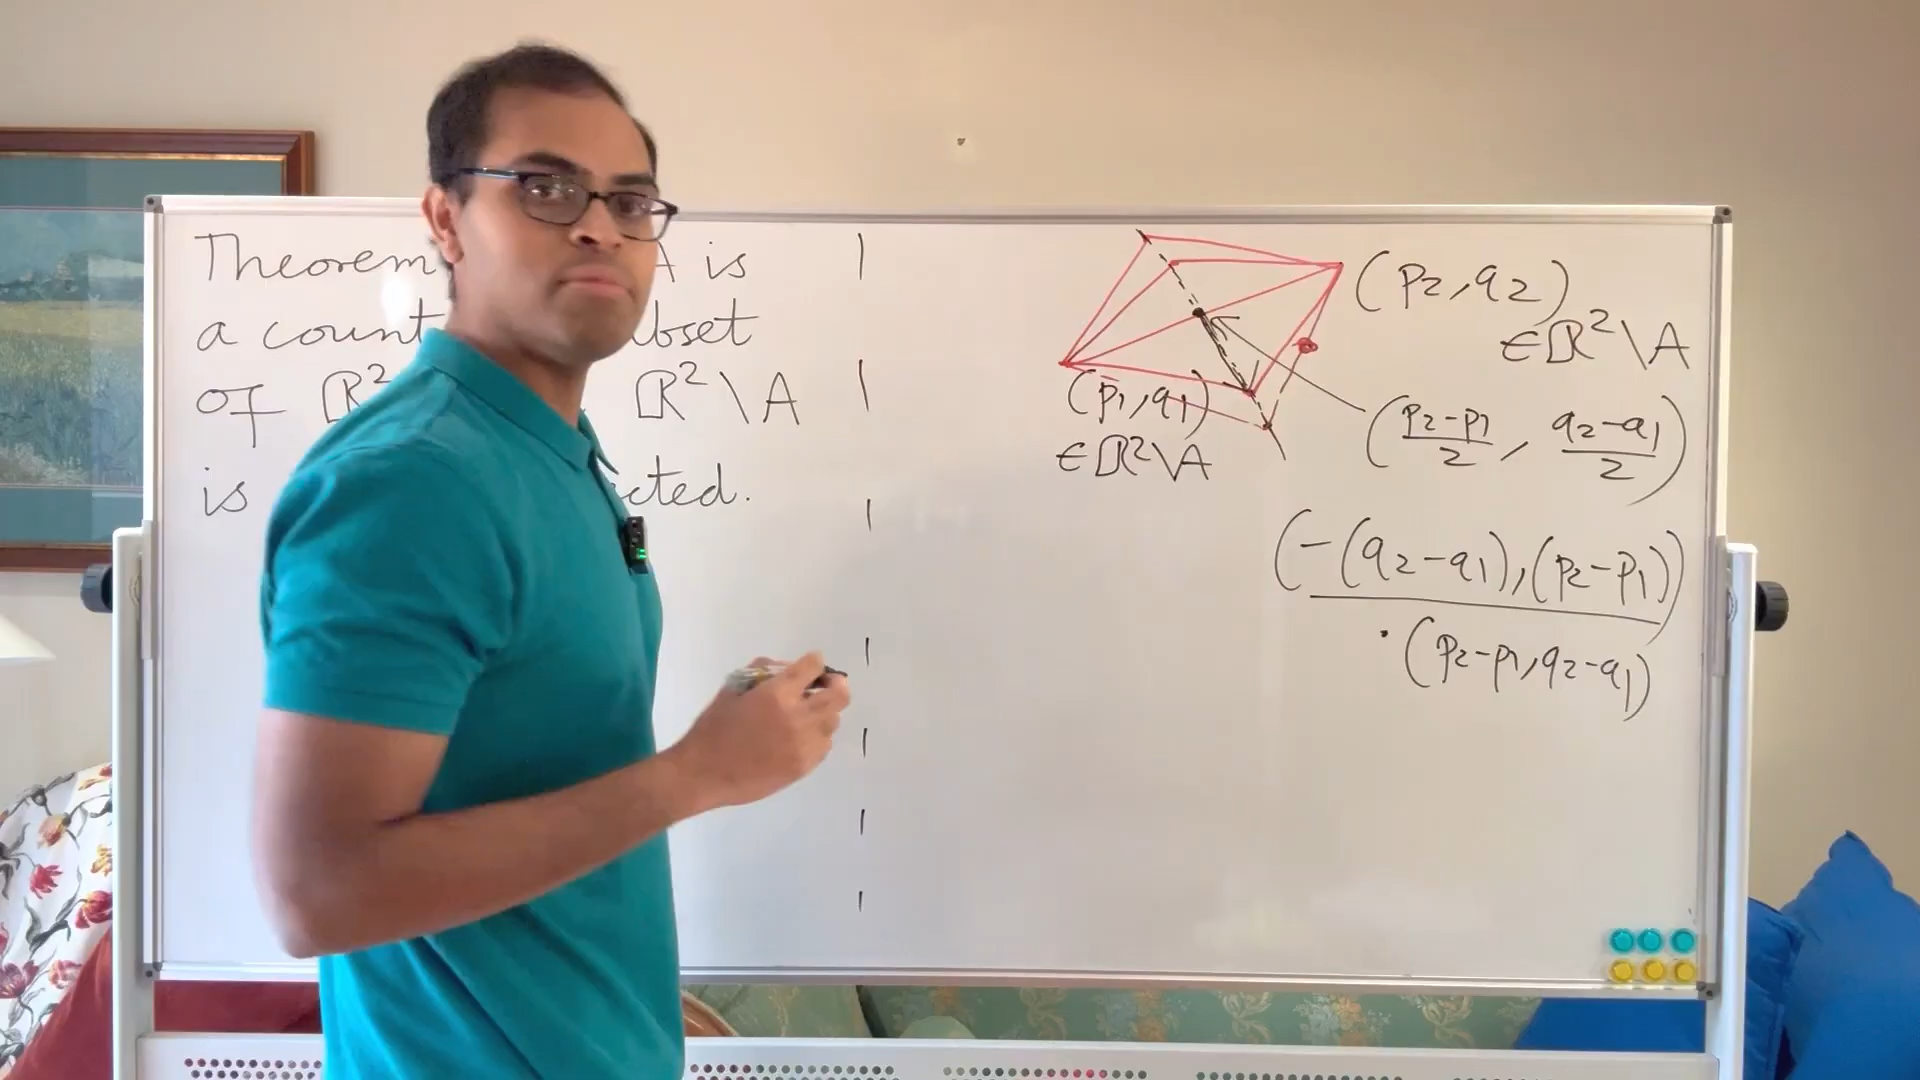 Theorem A is
a count bset
of ℝ² ℝ²\A
is cted.
(p₂,q₂)
∈ℝ²\A
(p₁,q₁)
∈ℝ²\A
((p₂-p₁)/2, (q₂-q₁)/2)
(-(q₂-q₁),(p₂-p₁))
·(p₂-p₁,q₂-q₁)